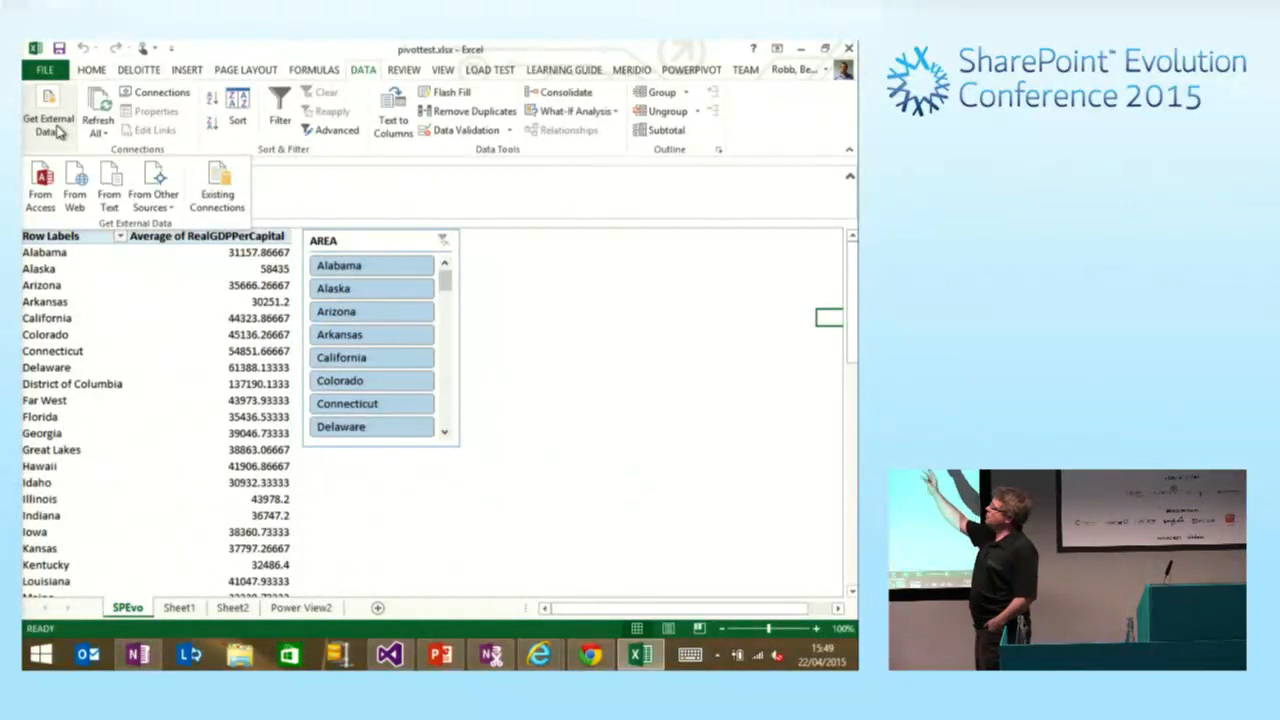 pivottest.xlsx - Excel
FILE HOME DELOITTE INSERT PAGE LAYOUT FORMULAS DATA REVIEW VIEW LOAD TEST LEARNING GUIDE MERIDIO POWERPIVOT TEAM Robb, Be...
Get External Data
Refresh All
Connections
Properties
Edit Links
Connections
Sort
Filter
Clear
Reapply
Advanced
Sort & Filter
Text to Columns
Flash Fill
Remove Duplicates
Data Validation
Consolidate
What-If Analysis
Relationships
Data Tools
Group
Ungroup
Subtotal
Outline
From Access
From Web
From Text
From Other Sources
Existing Connections
Get External Data
Row Labels Average of RealGDPPerCapital
Alabama 31157.86667
Alaska 58435
Arizona 35666.26667
Arkansas 30251.2
California 44323.86667
Colorado 45136.26667
Connecticut 54851.66667
Delaware 61388.13333
District of Columbia 137190.1333
Far West 43973.93333
Florida 35436.53333
Georgia 39046.73333
Great Lakes 38863.06667
Hawaii 41906.86667
Idaho 30932.33333
Illinois 43978.2
Indiana 36747.2
Iowa 38360.73333
Kansas 37797.26667
Kentucky 32486.4
Louisiana 41047.93333
AREA
Alabama
Alaska
Arizona
Arkansas
California
Colorado
Connecticut
Delaware
SPEvo Sheet1 Sheet2 Power View2
READY
100%
15:49
22/04/2015
SharePoint™ Evolution
Conference 2015